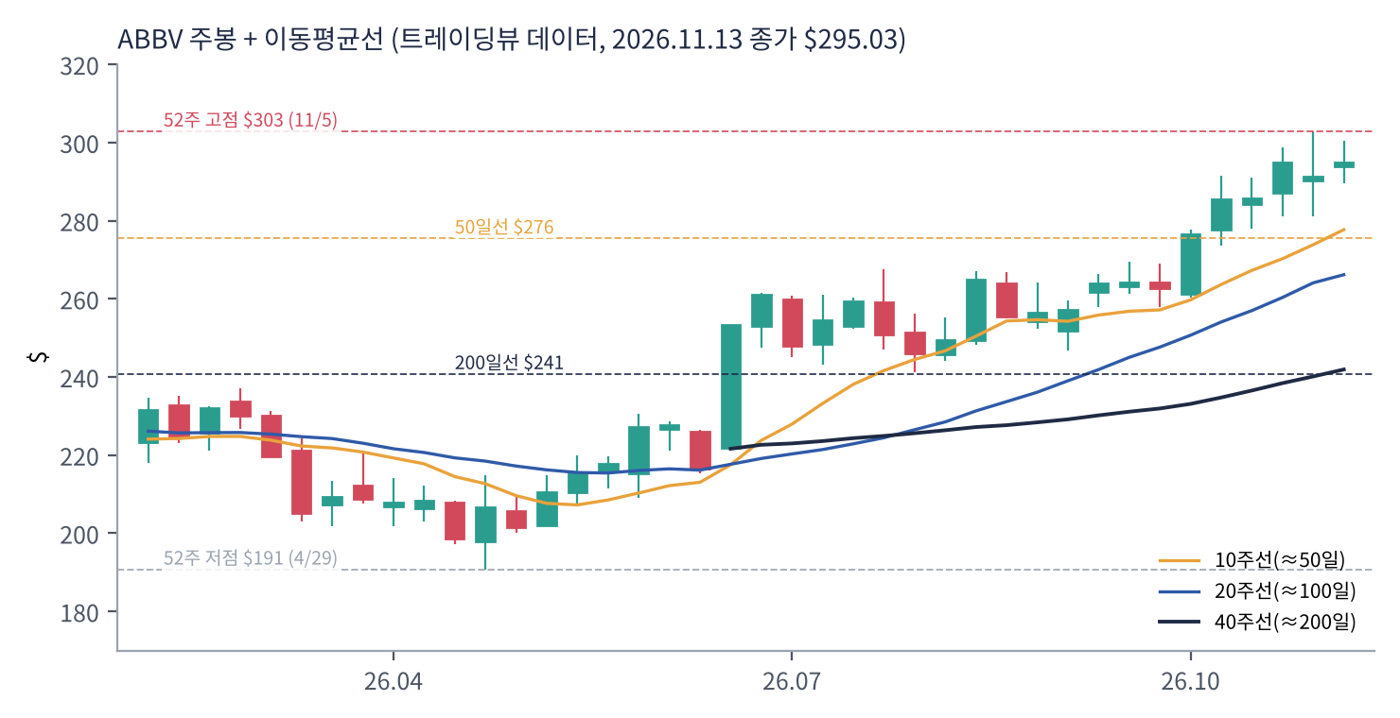 ABBV 주봉 + 이동평균선 (트레이딩뷰 데이터, 2026.11.13 종가 $295.03)
320
52주 고점 $303 (11/5)
300
50일선 $276
280
260
$
200일선 $241
240
220
200
52주 저점 $191 (4/29)
180
10주선(≈50일)
20주선(≈100일)
40주선(≈200일)
26.04
26.07
26.10